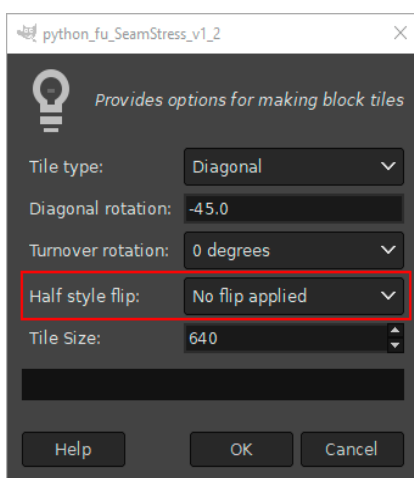 python_fu_SeamStress_v1_2
Provides options for making block tiles
Tile type: Diagonal
Diagonal rotation: -45.0
Turnover rotation: 0 degrees
Half style flip: No flip applied
Tile Size: 640
Help OK Cancel